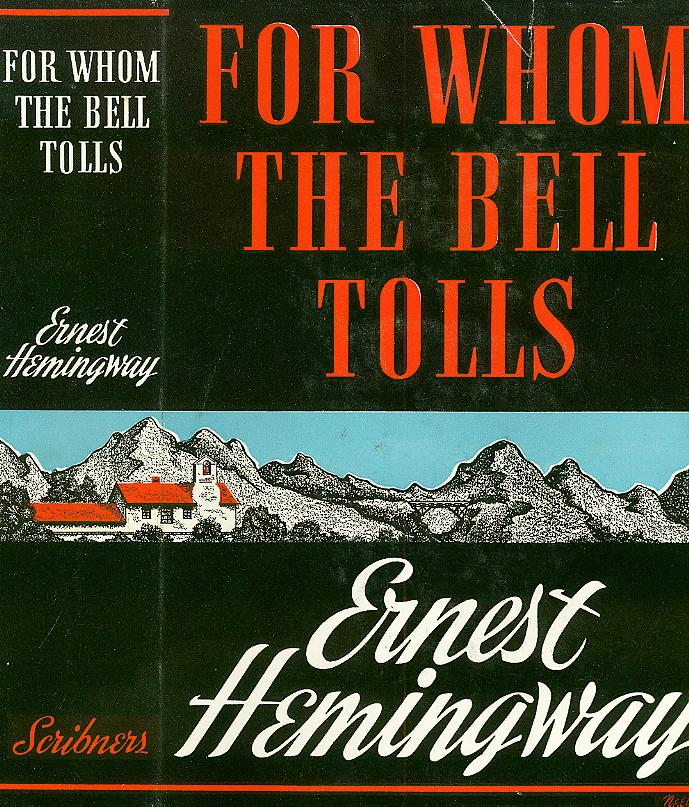 FOR WHOM
THE BELL
TOLLS
Ernest
Hemingway
Scribners
FOR WHOM
THE BELL
TOLLS
Ernest
Hemingway